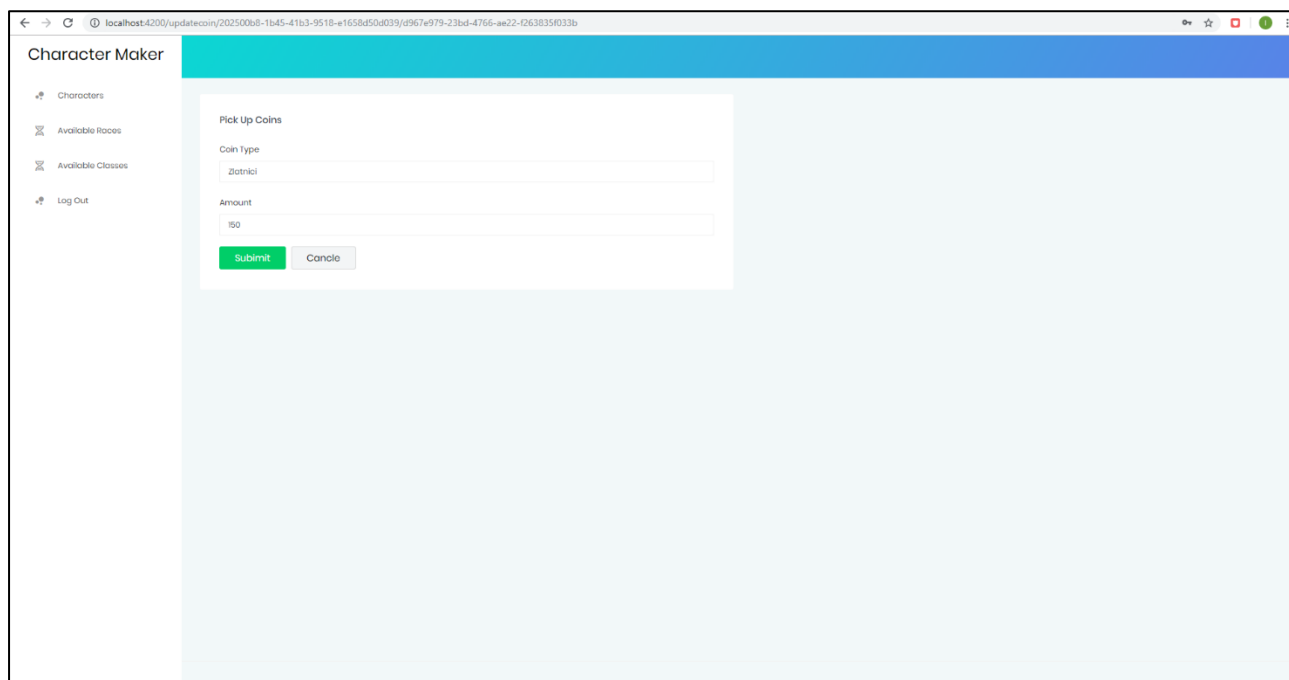 localhost:4200/updatecoin/202500b8-1b45-41b3-9518-e1658d50d039/d967e979-23bd-4766-ae22-f263835f033b
Character Maker
Characters
Available Races
Available Classes
Log Out
Pick Up Coins
Coin Type
Zlatnici
Amount
150
Subimit
Cancle